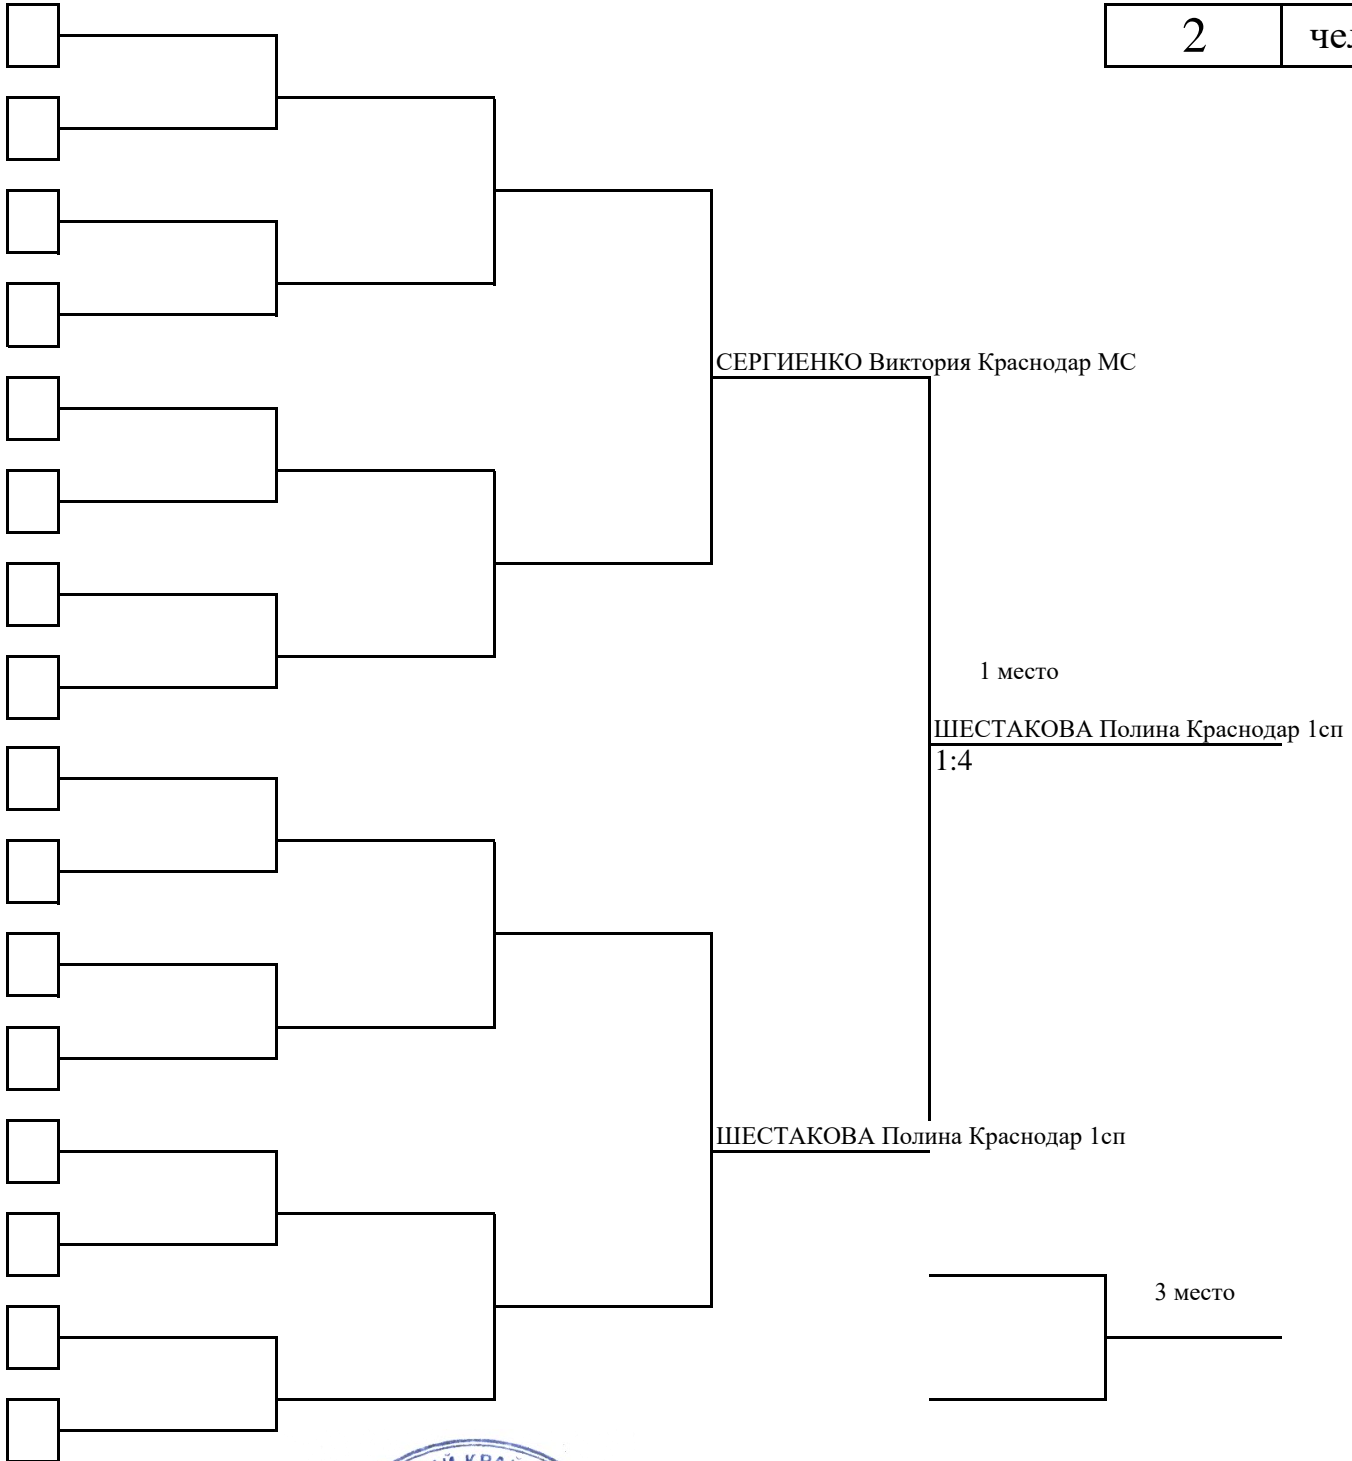 2
СЕРГИЕНКО Виктория Краснодар МС
1 место
ШЕСТАКОВА Полина Краснодар 1сп
1:4
ШЕСТАКОВА Полина Краснодар 1сп
3 место